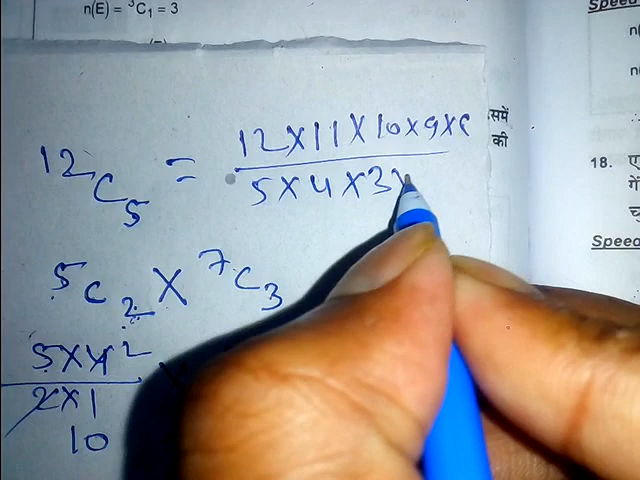 n(E) = ³C₁ = 3
Speed
n(
n(
¹²C₅ = 12×11×10×9×8
5×4×3×
समें
की
18. ए
⁵C₂ × ⁷C₃
Speed
5×4 2
2×1
10